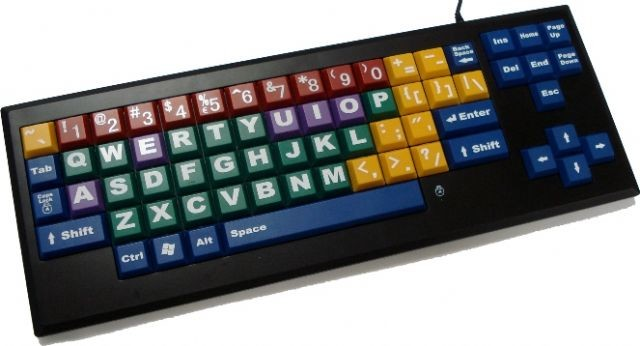 ~ ` ! 1 @ 2 # 3 $ 4 % 5 ^ 6 & 7 * 8 ( 9 ) 0 + = Back Space Ins Home Page Up
Tab Q W E R T Y U I O P { [ } ] | \ Del End Page Down
Caps Lock A S D F G H J K L : ; " ' Enter Esc
Shift Z X C V B N M < , > . ? / Shift
Ctrl Alt Space